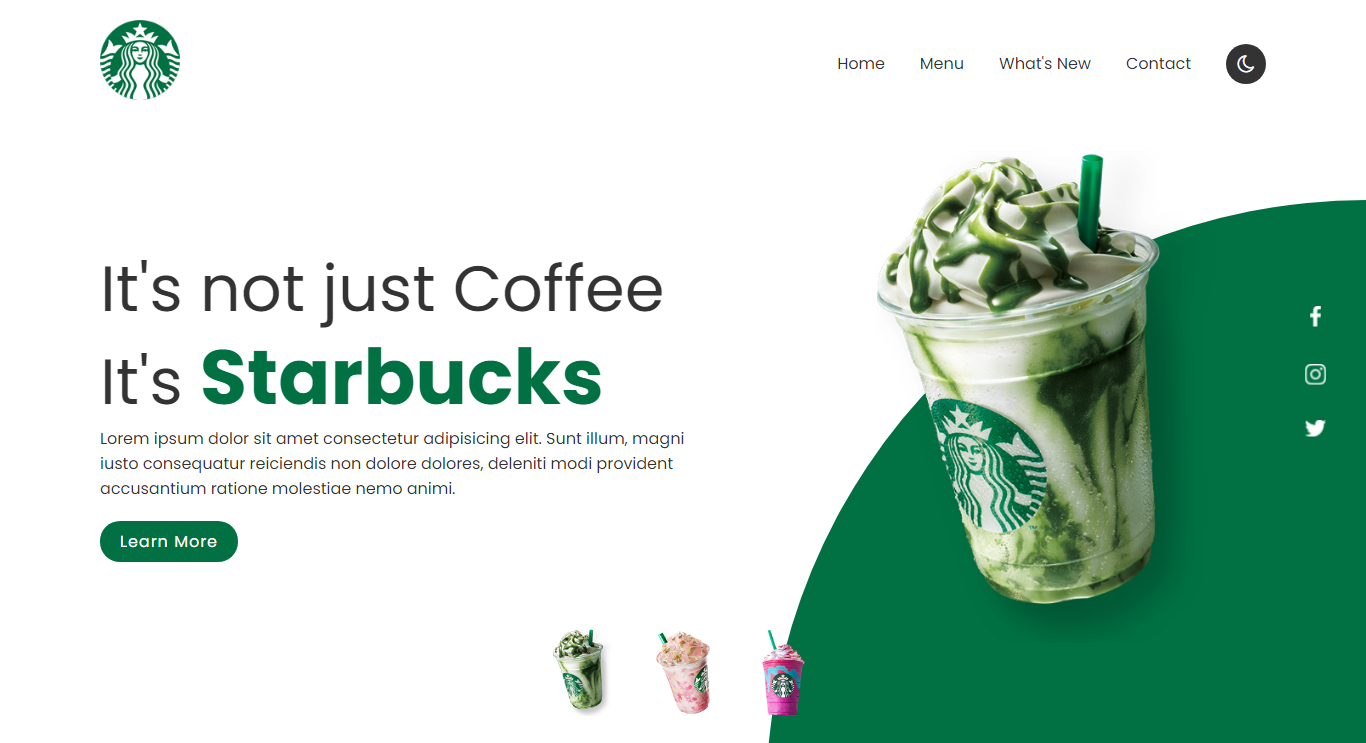 Home Menu What's New Contact
It's not just Coffee
It's Starbucks
Lorem ipsum dolor sit amet consectetur adipisicing elit. Sunt illum, magni
iusto consequatur reiciendis non dolore dolores, deleniti modi provident
accusantium ratione molestiae nemo animi.
Learn More